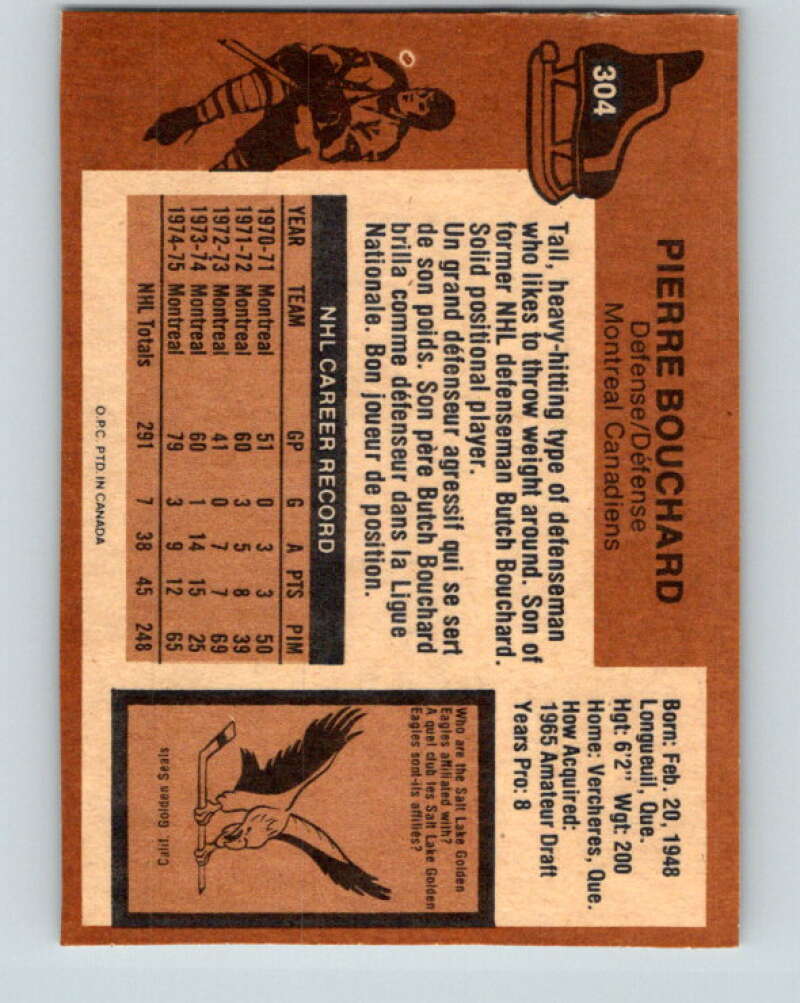 304
PIERRE BOUCHARD
Defense/Défense
Montreal Canadiens
Born: Feb. 20, 1948
Longueuil, Que.
Hgt: 6'2" Wgt: 200
Home: Vercheres, Que.
How Acquired:
1965 Amateur Draft
Years Pro: 8
Tall, heavy-hitting type of defenseman
who likes to throw weight around. Son of
former NHL defenseman Butch Bouchard.
Solid positional player.
Un grand défenseur agressif qui se sert
de son poids. Son père Butch Bouchard
brilla comme défenseur dans la Ligue
Nationale. Bon joueur de position.
NHL CAREER RECORD
YEAR TEAM GP G A PTS PIM
1970-71 Montreal 51 0 3 3 50
1971-72 Montreal 60 3 5 8 39
1972-73 Montreal 41 0 7 7 69
1973-74 Montreal 60 1 14 15 25
1974-75 Montreal 79 3 9 12 65
NHL Totals 291 7 38 45 248
Who are the Salt Lake Golden
Eagles affiliated with?
A quel club les Salt Lake Golden
Eagles sont-ils affiliés?
Calif. Golden Seals
O.P.C. PTD. IN CANADA